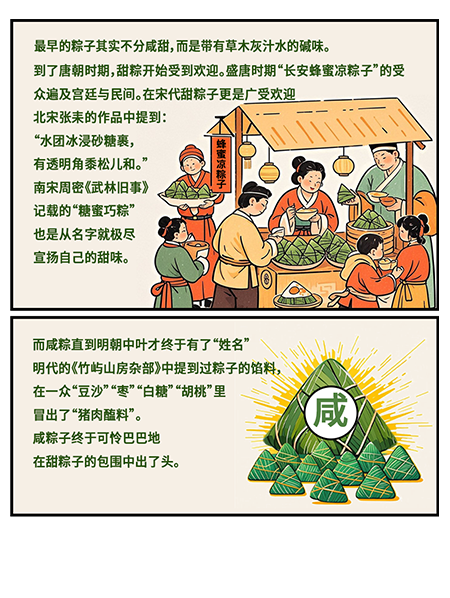 最早的粽子其实不分咸甜，而是带有草木灰汁水的碱味。
到了唐朝时期，甜粽开始受到欢迎。盛唐时期“长安蜂蜜凉粽子”的受
众遍及宫廷与民间。在宋代甜粽子更是广受欢迎
北宋张耒的作品中提到：
“水团冰浸砂糖裹，
有透明角黍松儿和。”
南宋周密《武林旧事》
记载的“糖蜜巧粽”
也是从名字就极尽
宣扬自己的甜味。
蜂蜜凉粽子
而咸粽直到明朝中叶才终于有了“姓名”
明代的《竹屿山房杂部》中提到过粽子的馅料，
在一众“豆沙”“枣”“白糖”“胡桃”里
冒出了“猪肉醢料”。
咸粽子终于可怜巴巴地
在甜粽子的包围中出了头。
咸